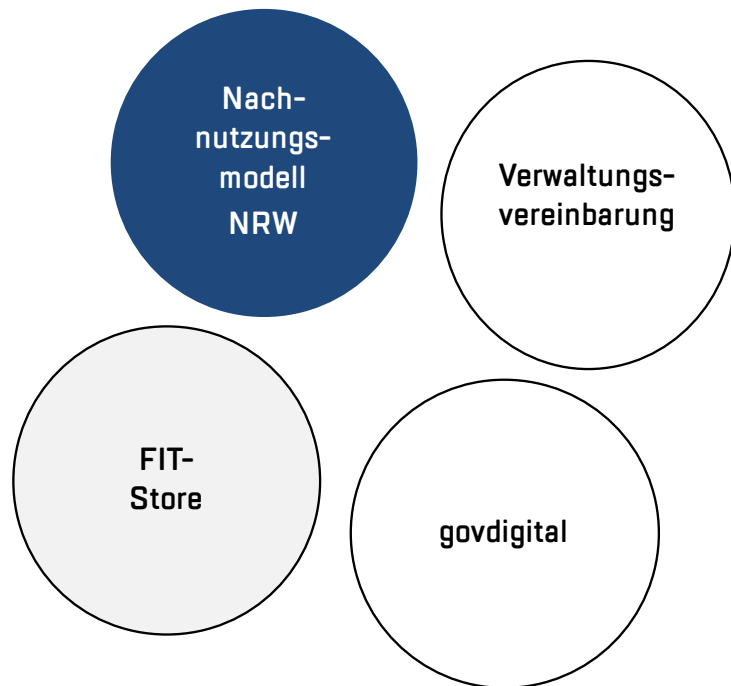 Nach-
nutzungs-
modell
NRW
Verwaltungs-
vereinbarung
FIT-
Store
govdigital